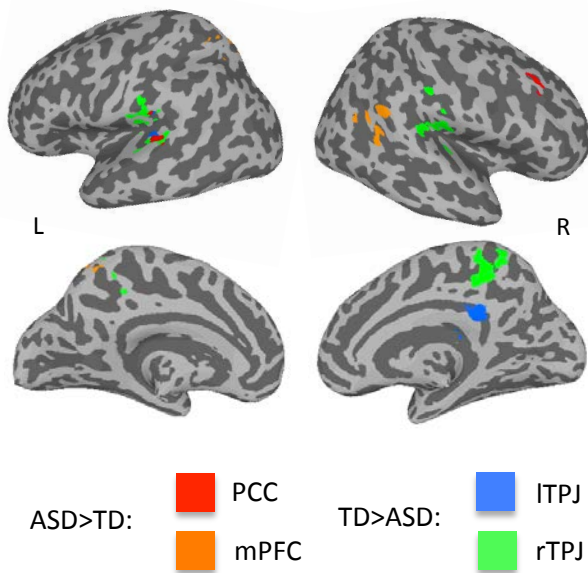 L
R
ASD>TD:
PCC
mPFC
TD>ASD:
lTPJ
rTPJ